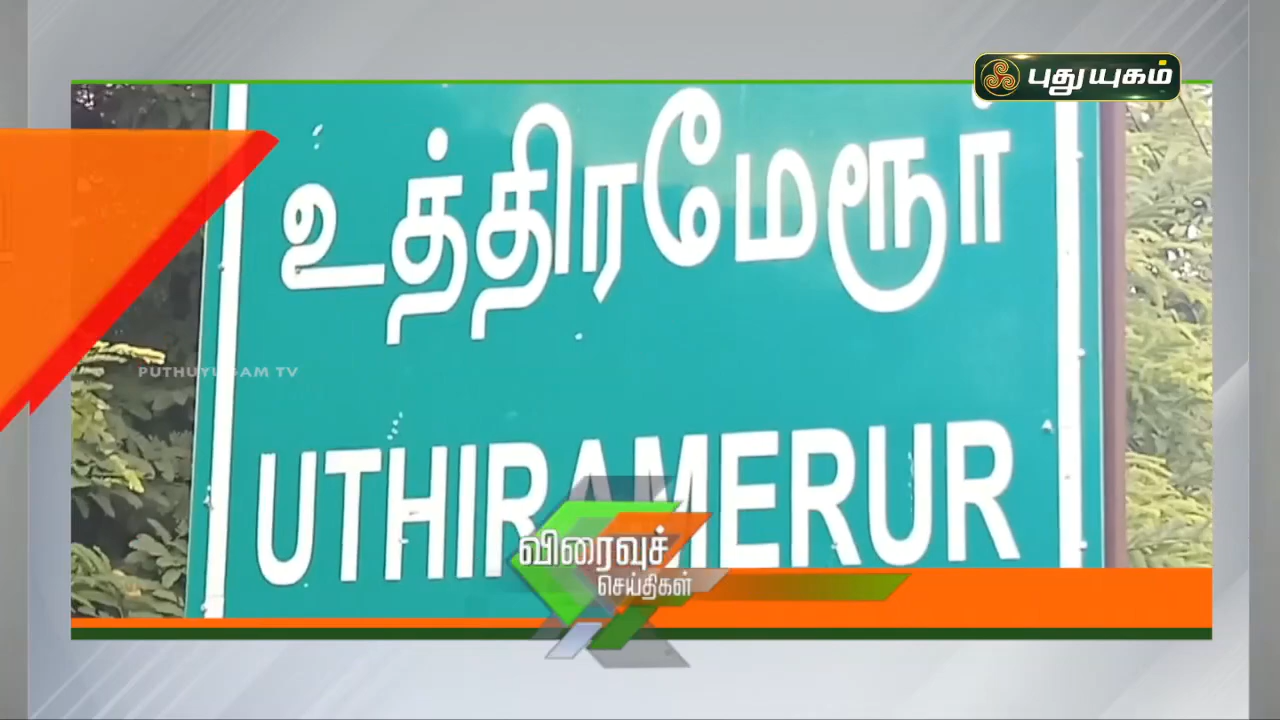 புதுயுகம்
உத்திரமேரூர்
PUTHUYUGAM TV
UTHIRAMERUR
விரைவுச்
செய்திகள்